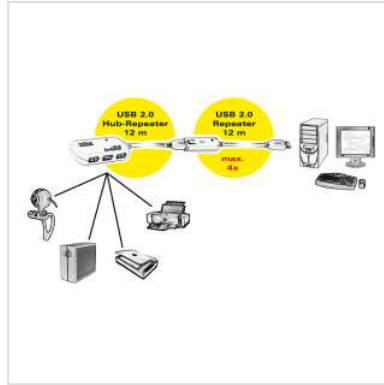 USB 2.0
Hub-Repeater
12 m
USB 2.0
Repeater
12 m
max.
4x